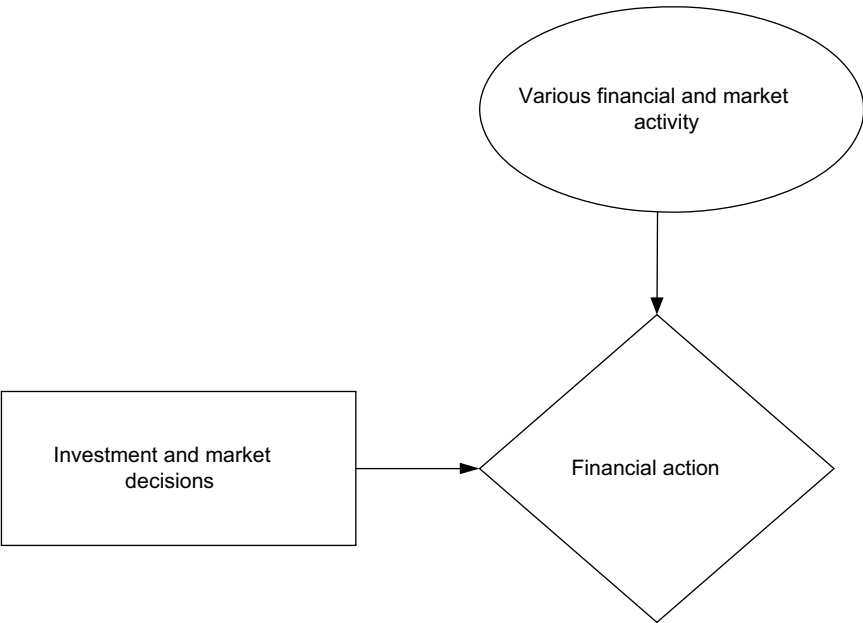 Various financial and market
activity
Investment and market
decisions
Financial action